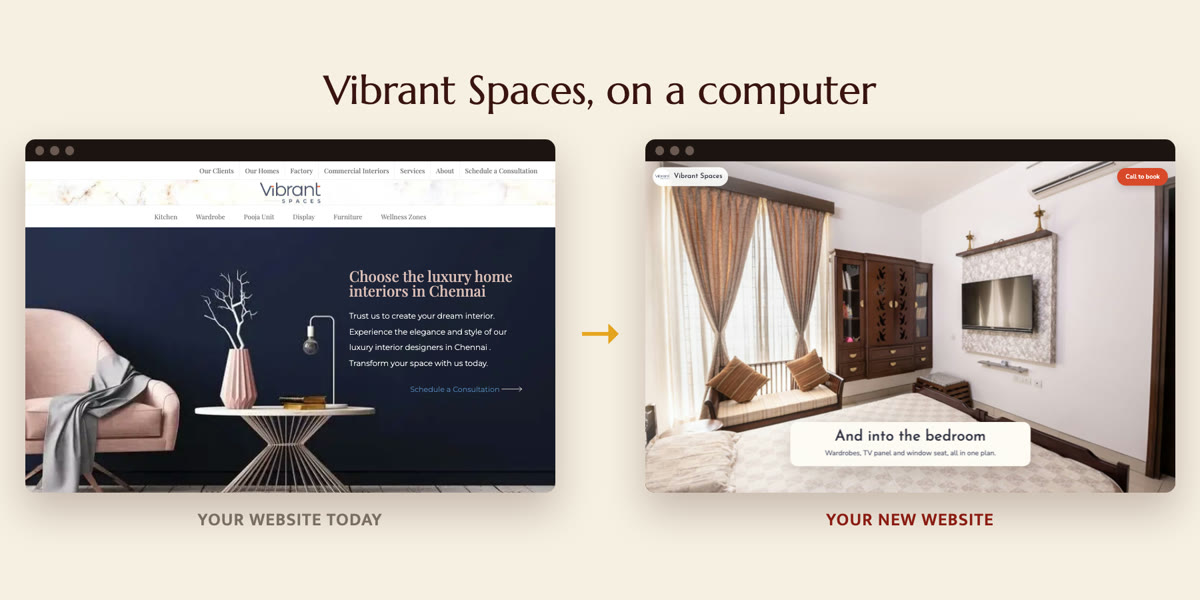 Vibrant Spaces, on a computer
Our Clients Our Homes Factory Commercial Interiors Services About Schedule a Consultation
Vibrant
SPACES
Kitchen Wardrobe Pooja Unit Display Furniture Wellness Zones
Choose the luxury home
interiors in Chennai
Trust us to create your dream interior.
Experience the elegance and style of our
luxury interior designers in Chennai .
Transform your space with us today.
Schedule a Consultation
YOUR WEBSITE TODAY
Vibrant Spaces
Call to book
And into the bedroom
Wardrobes, TV panel and window seat, all in one plan.
YOUR NEW WEBSITE